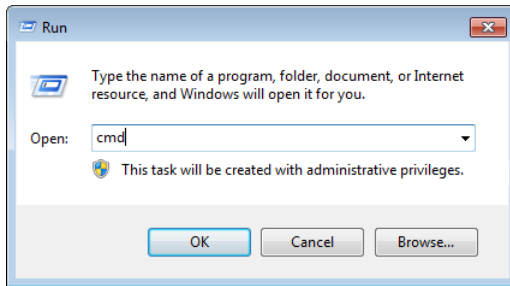 Run
Type the name of a program, folder, document, or Internet
resource, and Windows will open it for you.
Open: cmd
This task will be created with administrative privileges.
OK Cancel Browse...